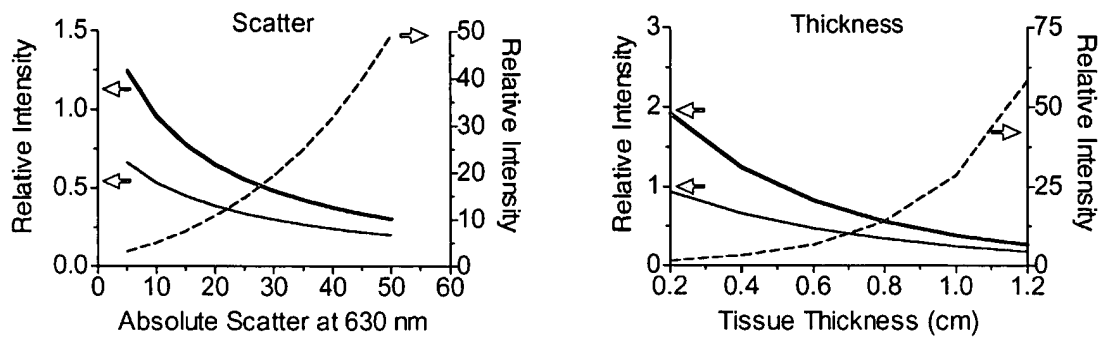 Scatter
Relative Intensity
1.5
1.0
0.5
0.0
50
40
30
20
10
0
Relative Intensity
0 10 20 30 40 50 60
Absolute Scatter at 630 nm
Thickness
Relative Intensity
3
2
1
0
75
50
25
0
Relative Intensity
0.2 0.4 0.6 0.8 1.0 1.2
Tissue Thickness (cm)